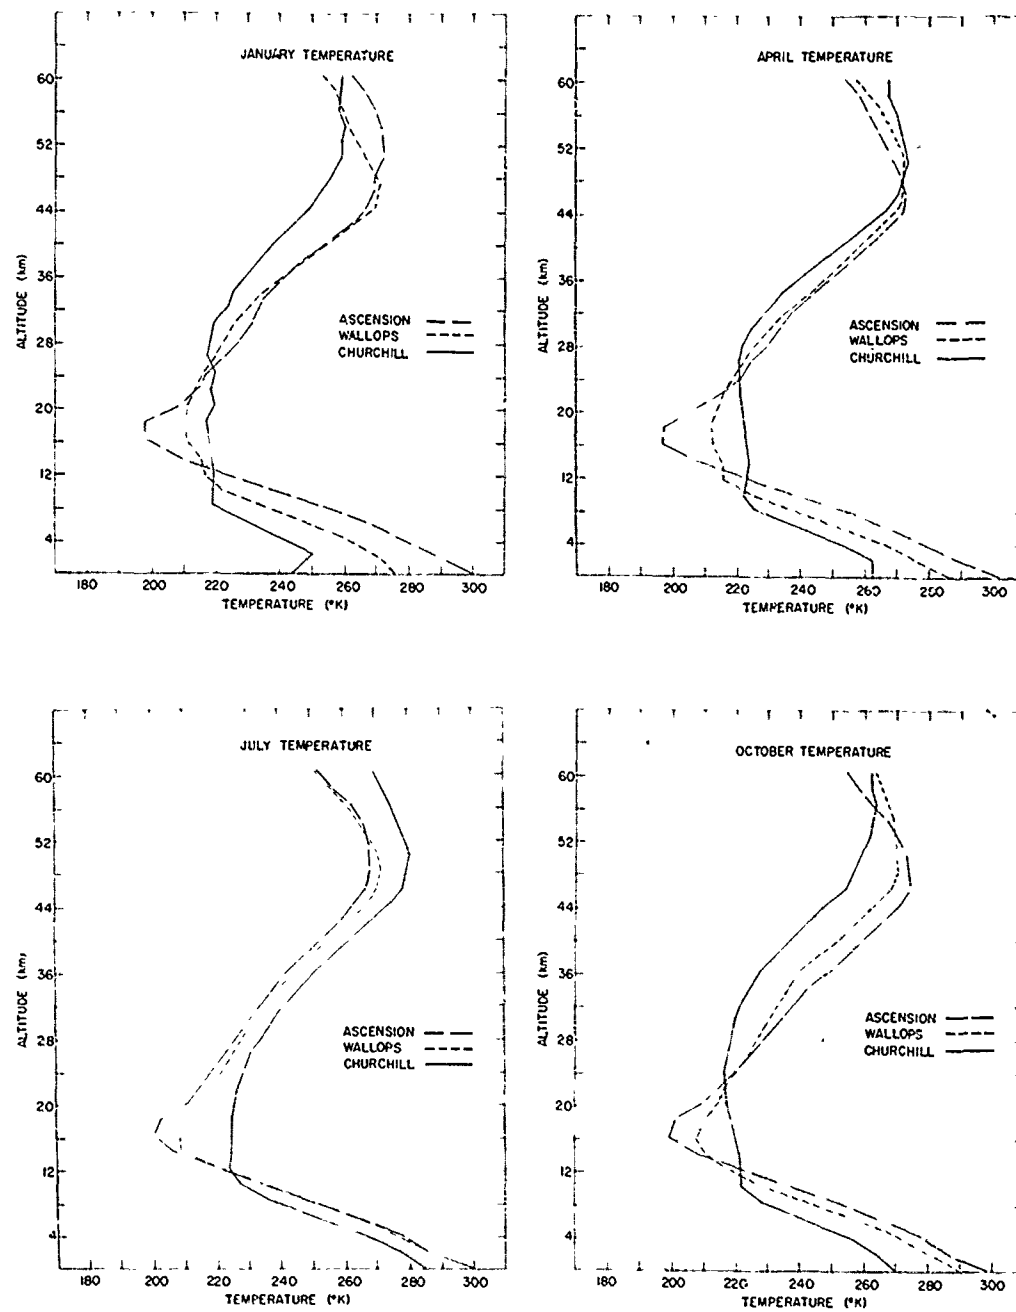 JANUARY TEMPERATURE
60
52
44
36
28
20
12
4
ALTITUDE (km)
ASCENSION
WALLOPS
CHURCHILL
180 200 220 240 260 280 300
TEMPERATURE (°K)
APRIL TEMPERATURE
60
52
44
36
28
20
12
4
ALTITUDE (km)
ASCENSION
WALLOPS
CHURCHILL
180 200 220 240 260 280 300
TEMPERATURE (°K)
JULY TEMPERATURE
60
52
44
36
28
20
12
4
ALTITUDE (km)
ASCENSION
WALLOPS
CHURCHILL
180 200 220 240 260 280 300
TEMPERATURE (°K)
OCTOBER TEMPERATURE
60
52
44
36
28
20
12
4
ALTITUDE (km)
ASCENSION
WALLOPS
CHURCHILL
180 200 220 240 260 280 300
TEMPERATURE (°K)